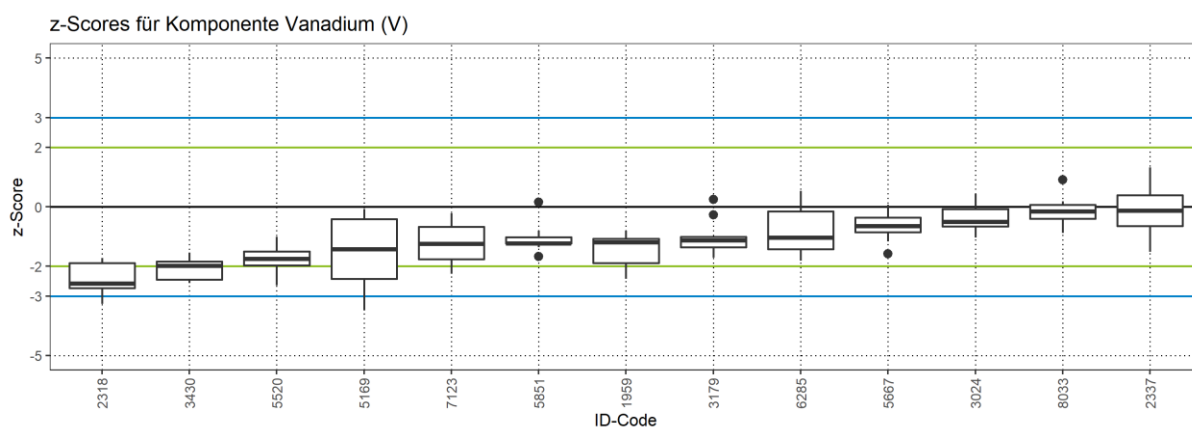 z-Scores für Komponente Vanadium (V)
5
3
2
0
-2
-3
-5
z-Score
2318 3430 5520 5169 7123 5851 1959 3179 6285 5667 3024 8033 2337
ID-Code